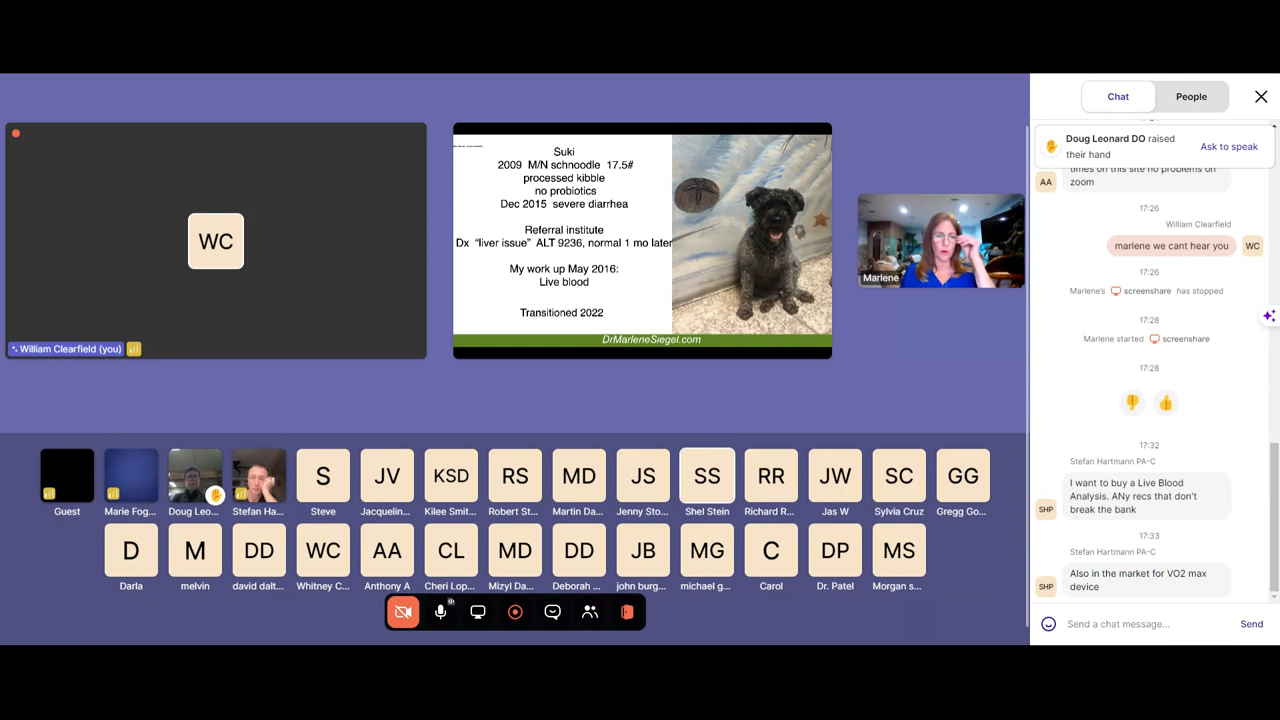 WC
William Clearfield (you)
Suki
2009 M/N schnoodle 17.5#
processed kibble
no probiotics
Dec 2015 severe diarrhea
Referral institute
Dx "liver issue" ALT 9236, normal 1 mo later
My work up May 2016:
Live blood
Transitioned 2022
DrMarleneSiegel.com
Marlene
Guest
Marie Fog...
Doug Leo...
Stefan Ha...
S
Steve
JV
Jacquelin...
KSD
Kilee Smit...
RS
Robert St...
MD
Martin Da...
JS
Jenny Sto...
SS
Shel Stein
RR
Richard R...
JW
Jas W
SC
Sylvia Cruz
GG
Gregg Go...
D
Darla
M
melvin
DD
david dalt...
WC
Whitney C...
AA
Anthony A
CL
Cheri Lop...
MD
Mizyl Da...
DD
Deborah ...
JB
john burg...
MG
michael g...
C
Carol
DP
Dr. Patel
MS
Morgan s...
Chat
People
Doug Leonard DO raised
their hand
Ask to speak
times on this site no problems on
zoom
AA
17:26
William Clearfield
marlene we cant hear you
WC
17:26
Marlene's screenshare has stopped
17:28
Marlene started screenshare
17:28
17:32
Stefan Hartmann PA-C
I want to buy a Live Blood
Analysis. ANy recs that don't
break the bank
SHP
17:33
Stefan Hartmann PA-C
Also in the market for VO2 max
device
SHP
Send a chat message...
Send